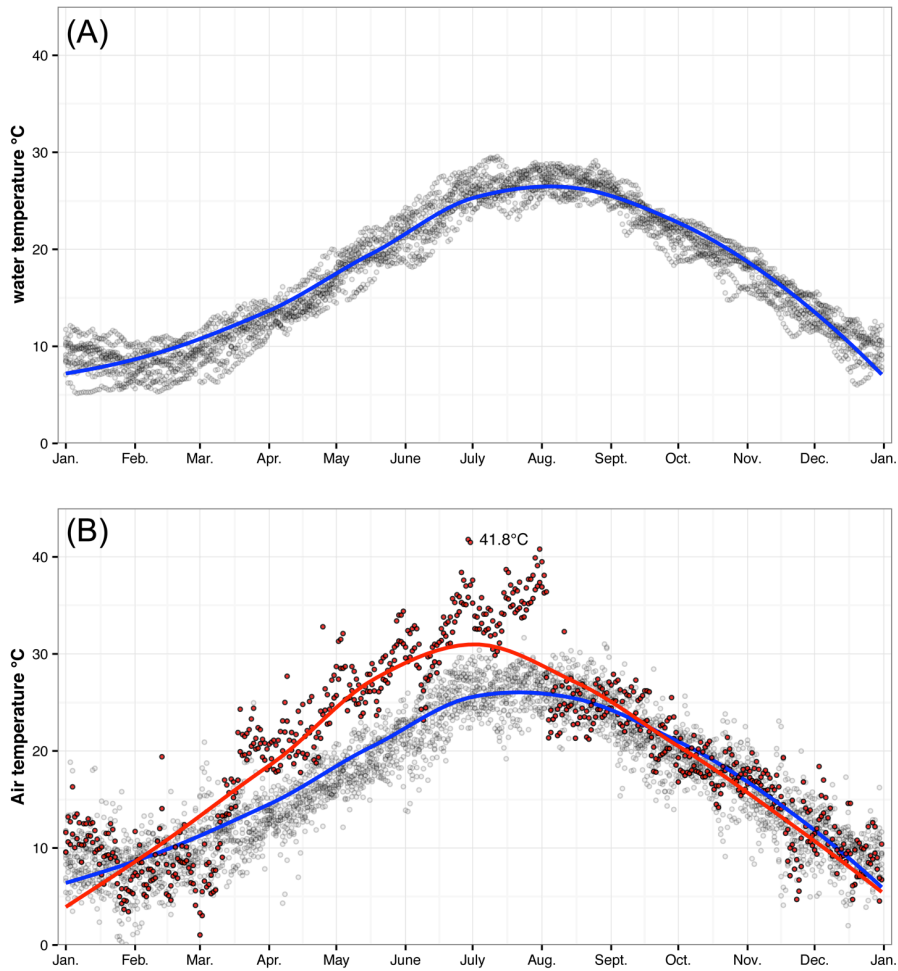 (A)
water temperature °C
40
30
20
10
0
Jan. Feb. Mar. Apr. May June July Aug. Sept. Oct. Nov. Dec. Jan.
(B)
41.8°C
Air temperature °C
40
30
20
10
0
Jan. Feb. Mar. Apr. May June July Aug. Sept. Oct. Nov. Dec. Jan.